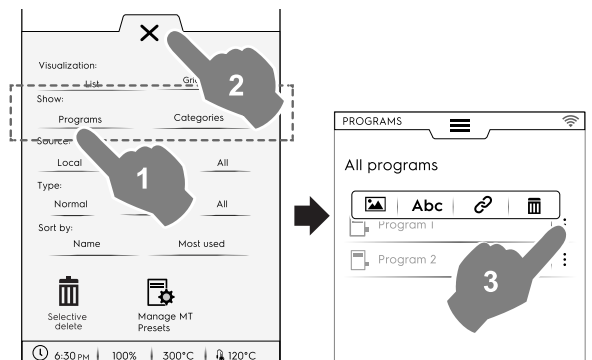 Visualization:
List
Show:
Programs Categories
Source:
Local All
Type:
Normal All
Sort by:
Name Most used
Selective
delete
Manage MT
Presets
6:30 PM 100% 300°C 120°C
1
2
PROGRAMS
All programs
Abc
Program 1
Program 2
3